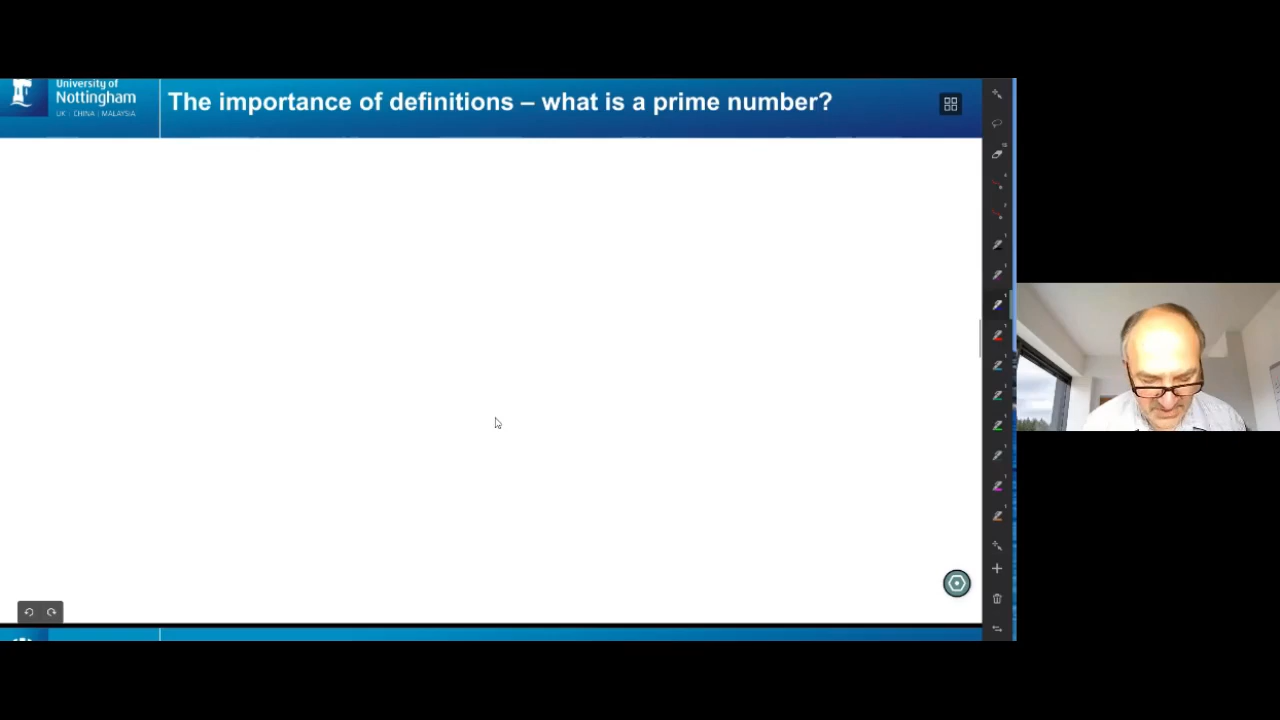 University of
Nottingham
UK | CHINA | MALAYSIA
The importance of definitions – what is a prime number?